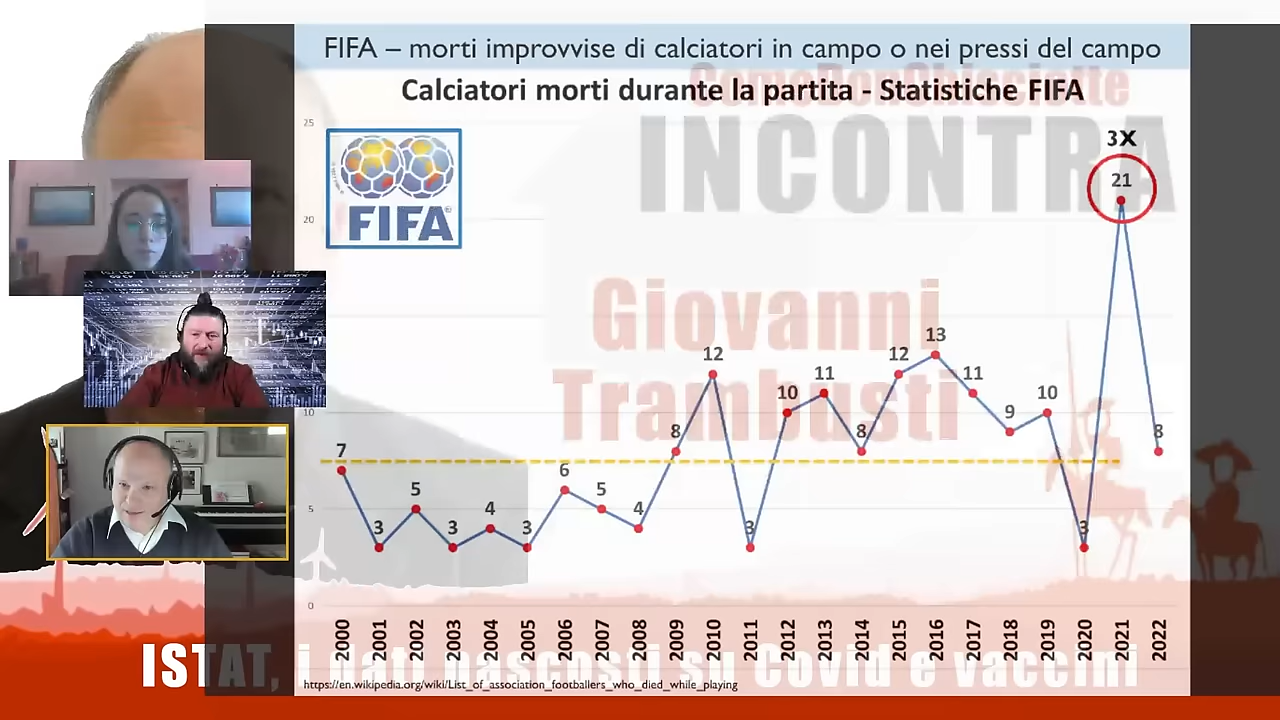 FIFA – morti improvvise di calciatori in campo o nei pressi del campo
ComeDonChisciotte
Calciatori morti durante la partita - Statistiche FIFA
INCONTRA
FIFA
Giovanni
Trambusti
3X
25
20
10
5
0
7
3
5
3
4
3
6
5
4
8
12
3
10
11
8
12
13
11
9
10
3
21
8
2000 2001 2002 2003 2004 2005 2006 2007 2008 2009 2010 2011 2012 2013 2014 2015 2016 2017 2018 2019 2020 2021 2022
ISTAT, i dati nascosti su Covid e vaccini
https://en.wikipedia.org/wiki/List_of_association_footballers_who_died_while_playing